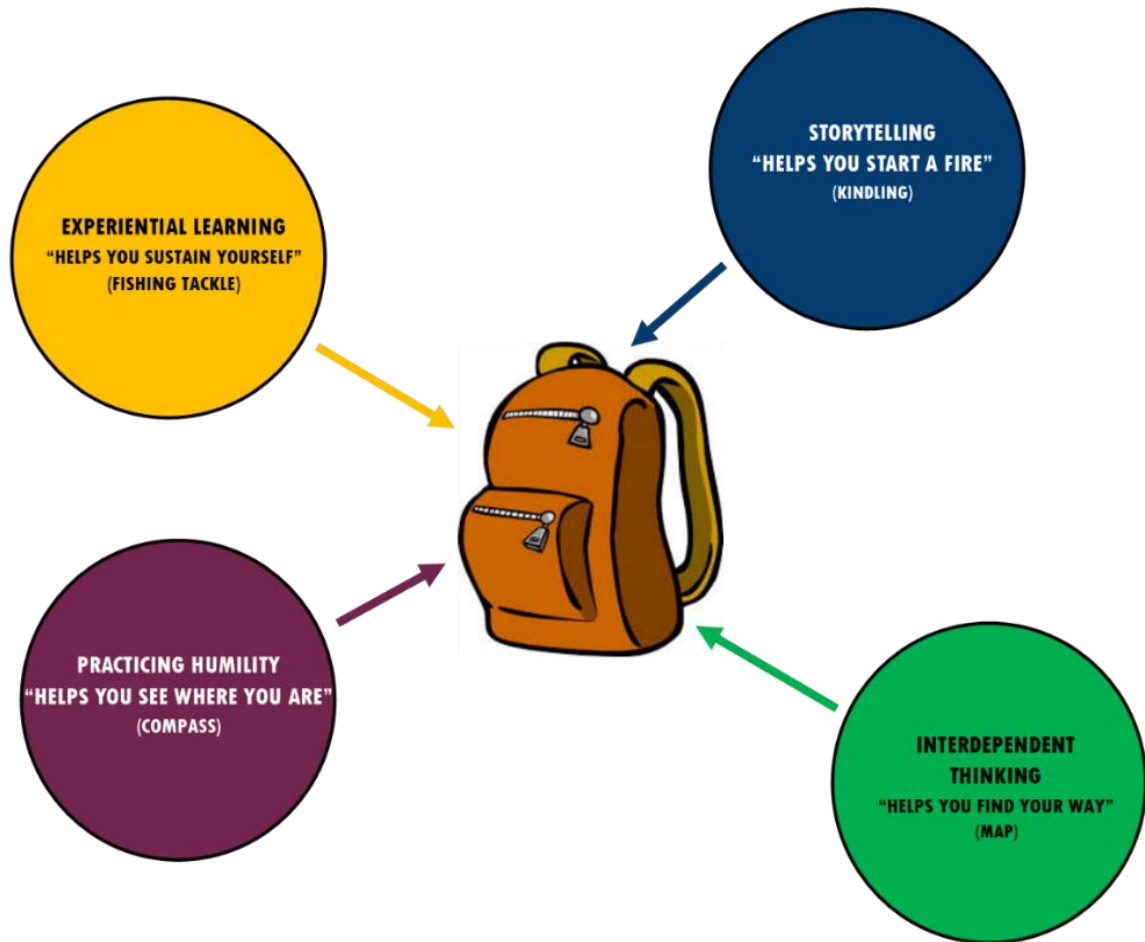 STORYTELLING
“HELPS YOU START A FIRE”
(KINDLING)
EXPERIENTIAL LEARNING
“HELPS YOU SUSTAIN YOURSELF”
(FISHING TACKLE)
PRACTICING HUMILITY
“HELPS YOU SEE WHERE YOU ARE”
(COMPASS)
INTERDEPENDENT
THINKING
“HELPS YOU FIND YOUR WAY”
(MAP)